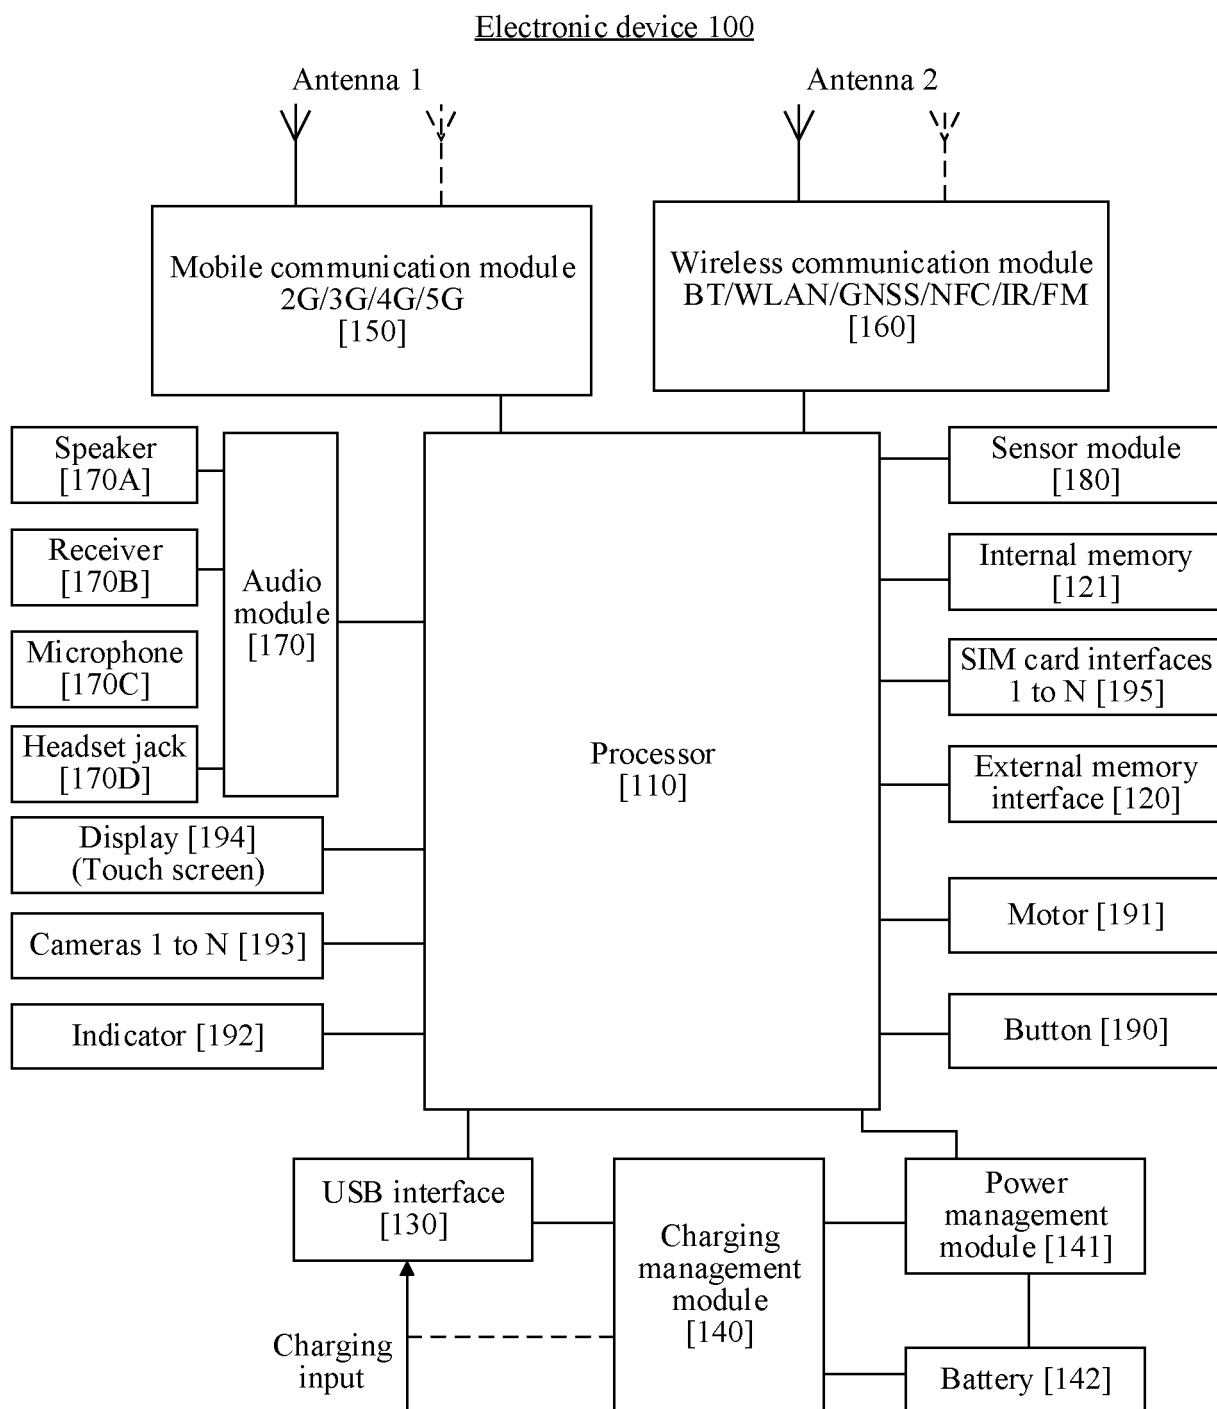 Electronic device 100
Antenna 1
Antenna 2
Mobile communication module
2G/3G/4G/5G
[150]
Wireless communication module
BT/WLAN/GNSS/NFC/IR/FM
[160]
Speaker
[170A]
Receiver
[170B]
Microphone
[170C]
Headset jack
[170D]
Audio
module
[170]
Display [194]
(Touch screen)
Cameras 1 to N [193]
Indicator [192]
Processor
[110]
Sensor module
[180]
Internal memory
[121]
SIM card interfaces
1 to N [195]
External memory
interface [120]
Motor [191]
Button [190]
USB interface
[130]
Charging
management
module
[140]
Power
management
module [141]
Charging
input
Battery [142]